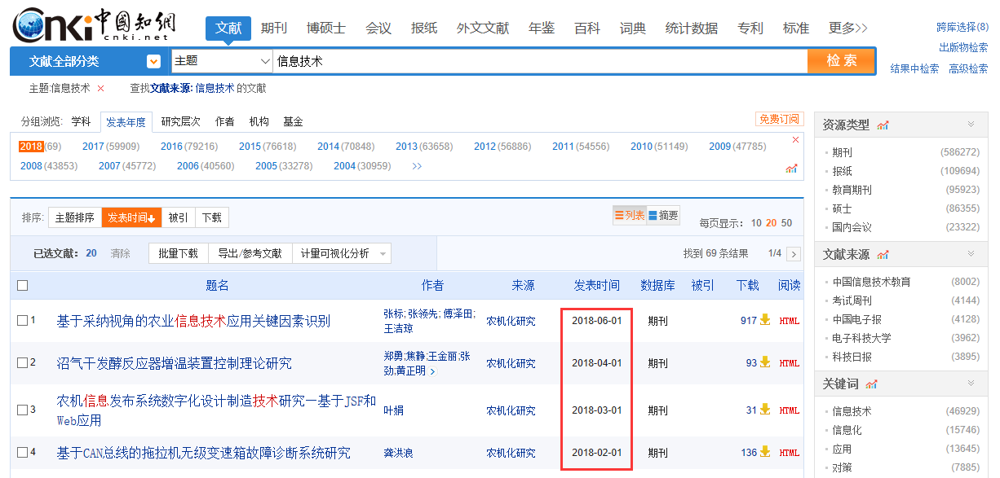 Cnki中国知网
cnki.net
文献 期刊 博硕士 会议 报纸 外文文献 年鉴 百科 词典 统计数据 专利 标准 更多>>
跨库选择(8)
出版物检索
文献全部分类 主题 信息技术 检 索
结果中检索 高级检索
主题:信息技术 × 查找文献来源: 信息技术 的文献
分组浏览: 学科 发表年度 研究层次 作者 机构 基金 免费订阅
2018(69) 2017(59909) 2016(79216) 2015(76618) 2014(70848) 2013(63658) 2012(56886) 2011(54556) 2010(51149) 2009(47785)
2008(43853) 2007(45772) 2006(40560) 2005(33278) 2004(30959) >>
排序: 主题排序 发表时间↓ 被引 下载 列表 摘要 每页显示: 10 20 50
已选文献: 20 清除 批量下载 导出/参考文献 计量可视化分析 找到 69 条结果 1/4 >
题名 作者 来源 发表时间 数据库 被引 下载 阅读
1 基于采纳视角的农业信息技术应用关键因素识别 张标; 张领先; 傅泽田; 农机化研究 2018-06-01 期刊 917 HTML
王洁琼
2 沼气干发酵反应器增温装置控制理论研究 郑勇;焦静;王金丽;张 农机化研究 2018-04-01 期刊 93 HTML
劲;黄正明 >
3 农机信息发布系统数字化设计制造技术研究—基于JSF和 叶娟 农机化研究 2018-03-01 期刊 31 HTML
Web应用
4 基于CAN总线的拖拉机无级变速箱故障诊断系统研究 龚洪浪 农机化研究 2018-02-01 期刊 136 HTML
资源类型
期刊 (586272)
报纸 (109694)
教育期刊 (95923)
硕士 (86355)
国内会议 (23322)
文献来源
中国信息技术教育 (8002)
考试周刊 (4144)
中国电子报 (4128)
电子科技大学 (3962)
科技日报 (3895)
关键词
信息技术 (46929)
信息化 (15746)
应用 (13645)
对策 (7885)